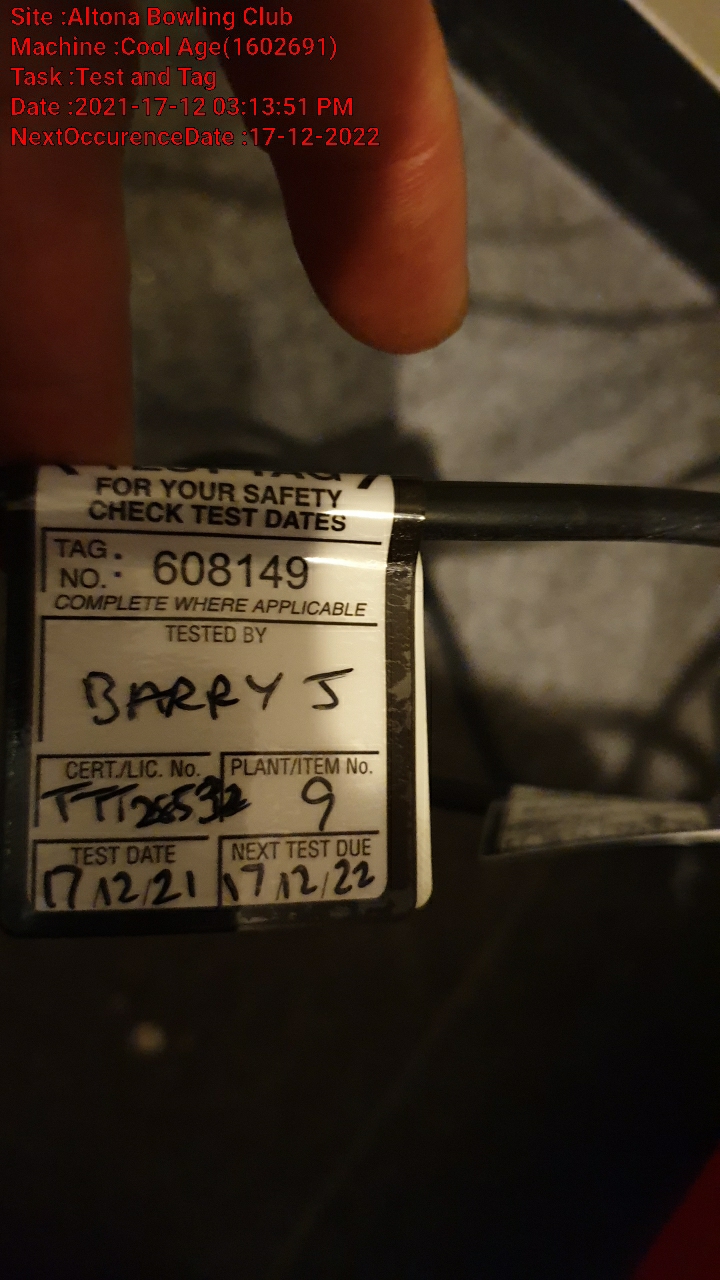 Site :Altona Bowling Club
Machine :Cool Age(1602691)
Task :Test and Tag
Date :2021-17-12 03:13:51 PM
NextOccurenceDate :17-12-2022
TEST TAG
FOR YOUR SAFETY
CHECK TEST DATES
TAG NO.: 608149
COMPLETE WHERE APPLICABLE
TESTED BY
BARRY J
CERT./LIC. No. PLANT/ITEM No.
9
TEST DATE NEXT TEST DUE
17/12/21 17/12/22